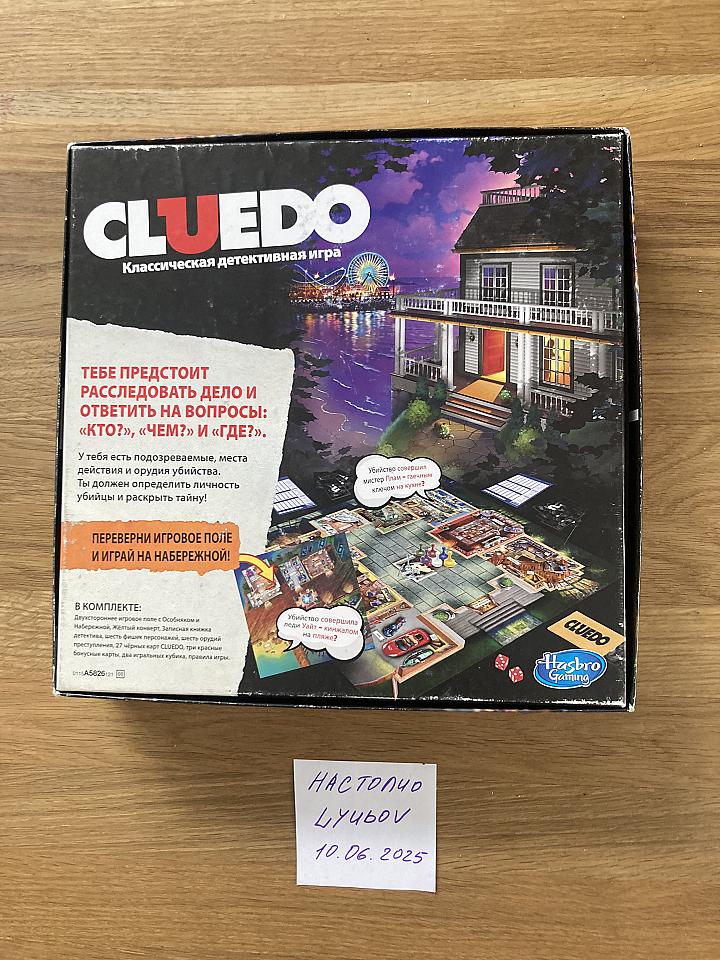 CLUEDO
Классическая детективная игра
ТЕБЕ ПРЕДСТОИТ
РАССЛЕДОВАТЬ ДЕЛО И
ОТВЕТИТЬ НА ВОПРОСЫ:
«КТО?», «ЧЕМ?» И «ГДЕ?».
У тебя есть подозреваемые, места
действия и орудия убийства.
Ты должен определить личность
убийцы и раскрыть тайну!
Убийство совершил
мистер Плам – гаечным
ключом на кухне?
ПЕРЕВЕРНИ ИГРОВОЕ ПОЛЕ
И ИГРАЙ НА НАБЕРЕЖНОЙ!
Убийство совершила
леди Уайт – кинжалом
на пляже?
В КОМПЛЕКТЕ:
Двухстороннее игровое поле с Особняком и
Набережной, Жёлтый конверт, Записная книжка
детектива, шесть фишек персонажей, шесть орудий
преступления, 27 чёрных карт CLUEDO, три красные
бонусные карты, два игральных кубика, правила игры.
0115A5826121 00
CLUEDO
Hasbro
Gaming
НАСТОЛИО
LYUBOV
10.06.2025